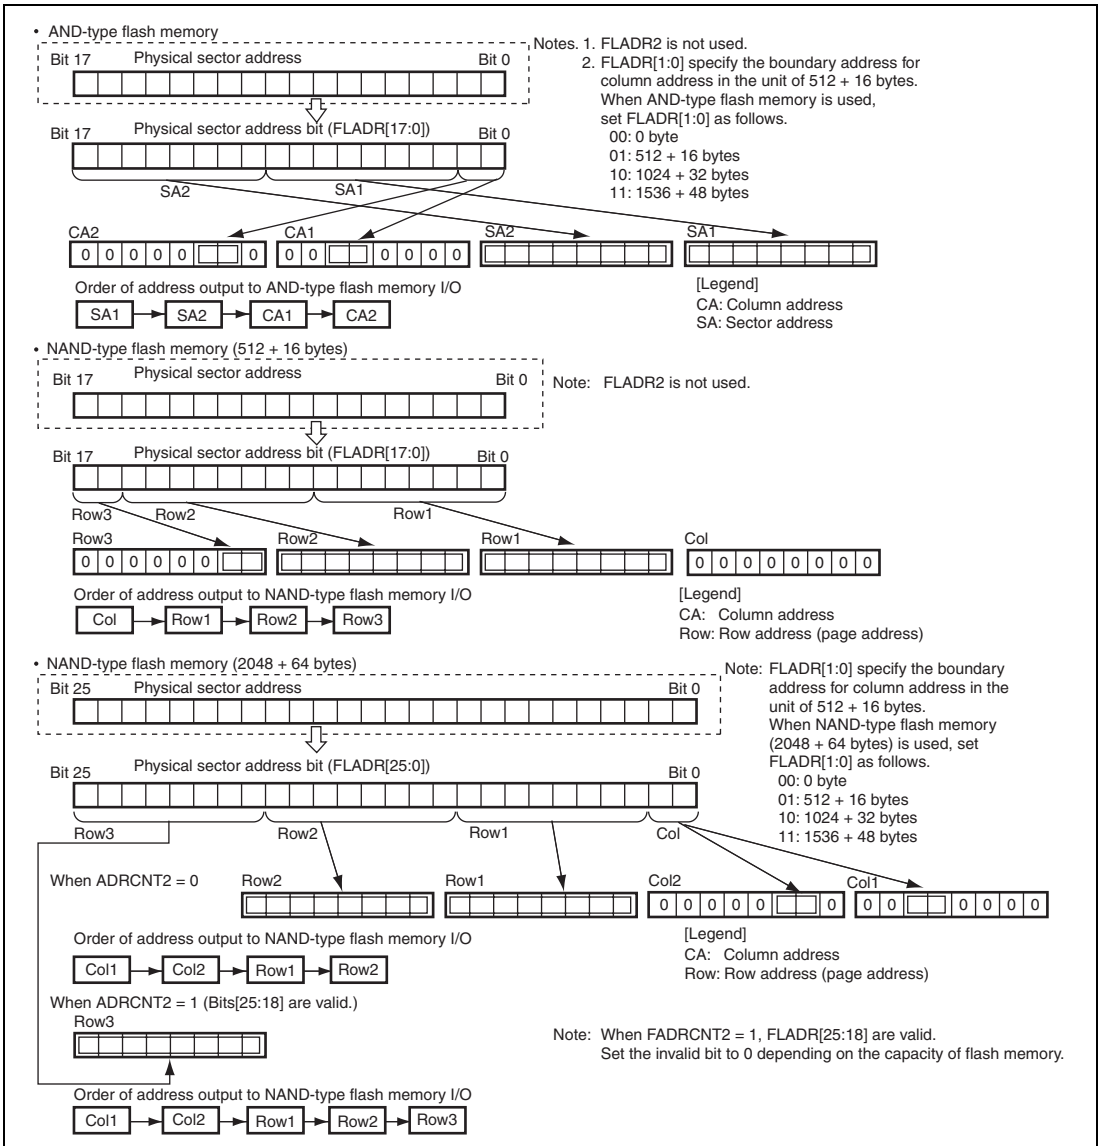 • AND-type flash memory
Bit 17 Physical sector address Bit 0
Notes. 1. FLADR2 is not used.
2. FLADR[1:0] specify the boundary address for
column address in the unit of 512 + 16 bytes.
When AND-type flash memory is used,
set FLADR[1:0] as follows.
00: 0 byte
01: 512 + 16 bytes
10: 1024 + 32 bytes
11: 1536 + 48 bytes
Bit 17 Physical sector address bit (FLADR[17:0]) Bit 0
SA2 SA1
CA2 CA1 SA2 SA1
0 0 0 0 0 0 0 0 0 0 0 0
Order of address output to AND-type flash memory I/O
SA1 SA2 CA1 CA2
[Legend]
CA: Column address
SA: Sector address
• NAND-type flash memory (512 + 16 bytes)
Bit 17 Physical sector address Bit 0
Note: FLADR2 is not used.
Bit 17 Physical sector address bit (FLADR[17:0]) Bit 0
Row3 Row2 Row1
Row3 Row2 Row1 Col
0 0 0 0 0 0 0 0 0 0 0 0 0 0
Order of address output to NAND-type flash memory I/O
Col Row1 Row2 Row3
[Legend]
CA: Column address
Row: Row address (page address)
• NAND-type flash memory (2048 + 64 bytes)
Bit 25 Physical sector address Bit 0
Note: FLADR[1:0] specify the boundary
address for column address in the
unit of 512 + 16 bytes.
When NAND-type flash memory
(2048 + 64 bytes) is used, set
FLADR[1:0] as follows.
00: 0 byte
01: 512 + 16 bytes
10: 1024 + 32 bytes
11: 1536 + 48 bytes
Bit 25 Physical sector address bit (FLADR[25:0]) Bit 0
Row3 Row2 Row1 Col
When ADRCNT2 = 0
Row2 Row1 Col2 Col1
0 0 0 0 0 0 0 0 0 0 0 0
Order of address output to NAND-type flash memory I/O
Col1 Col2 Row1 Row2
[Legend]
CA: Column address
Row: Row address (page address)
When ADRCNT2 = 1 (Bits[25:18] are valid.)
Row3
Note: When FADRCNT2 = 1, FLADR[25:18] are valid.
Set the invalid bit to 0 depending on the capacity of flash memory.
Order of address output to NAND-type flash memory I/O
Col1 Col2 Row1 Row2 Row3